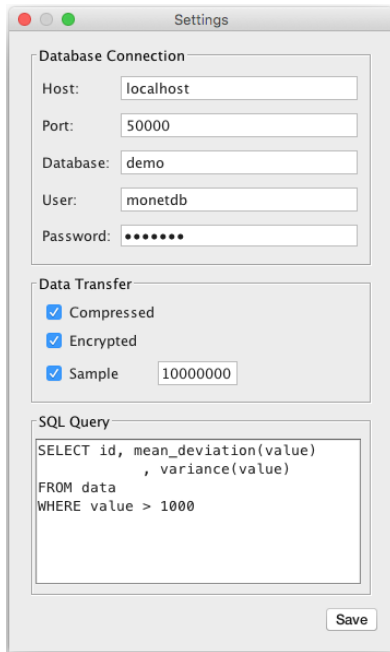 Settings
Database Connection
Host: localhost
Port: 50000
Database: demo
User: monetdb
Password: •••••••
Data Transfer
Compressed
Encrypted
Sample 10000000
SQL Query
SELECT id, mean_deviation(value)
, variance(value)
FROM data
WHERE value > 1000
Save